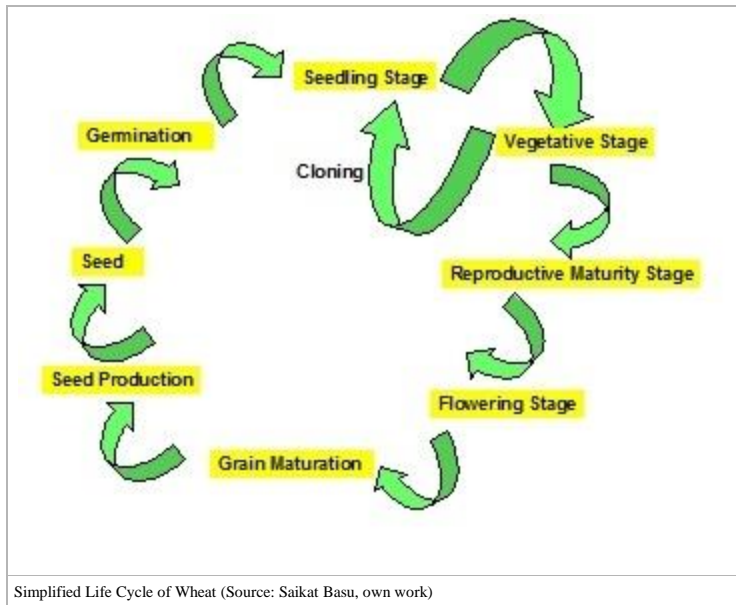 Seedling Stage
Germination
Vegetative Stage
Cloning
Seed
Reproductive Maturity Stage
Seed Production
Flowering Stage
Grain Maturation
Simplified Life Cycle of Wheat (Source: Saikat Basu, own work)